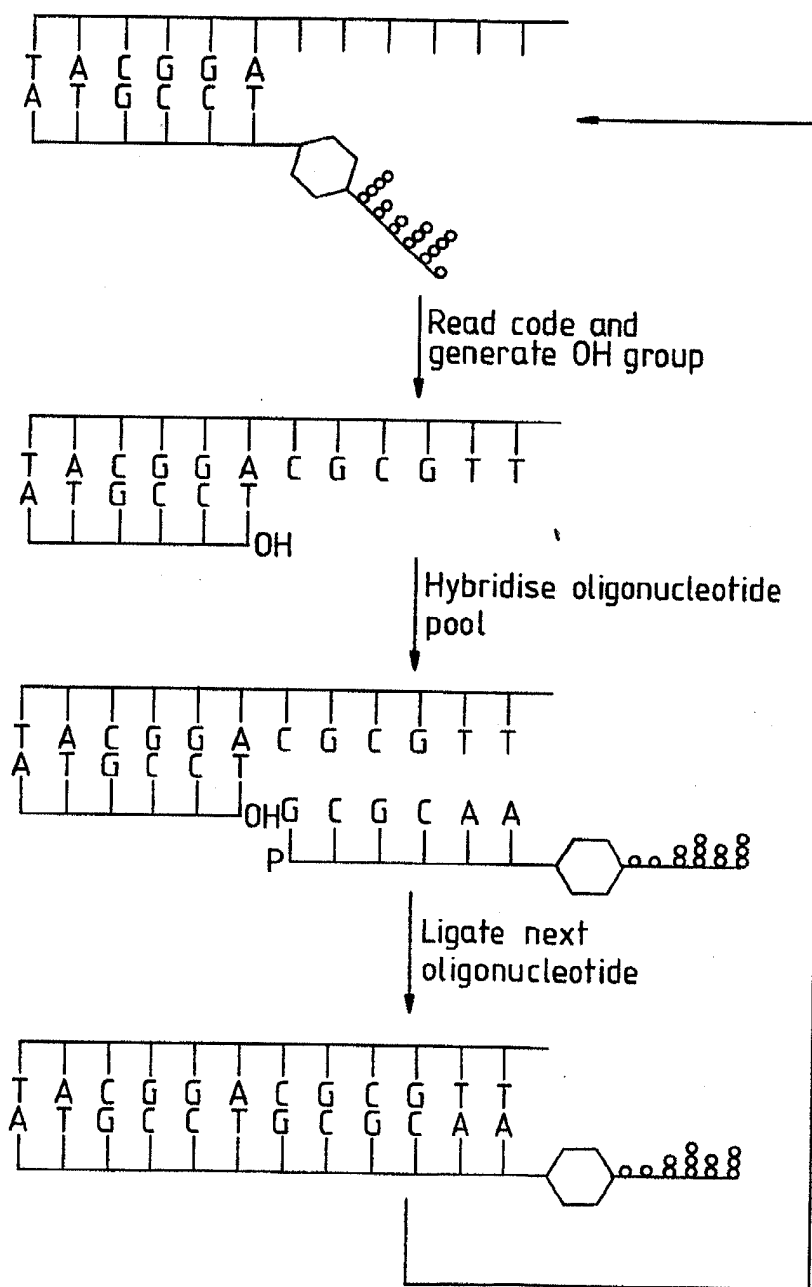 T A C G G A
A T G C C T
Read code and
generate OH group
T A C G G A C G C G T T
A T G C C T
OH
Hybridise oligonucleotide
pool
T A C G G A C G C G T T
A T G C C T
OH G C G C A A
P
Ligate next
oligonucleotide
T A C G G A C G C G T T
A T G C C T G C G C A A